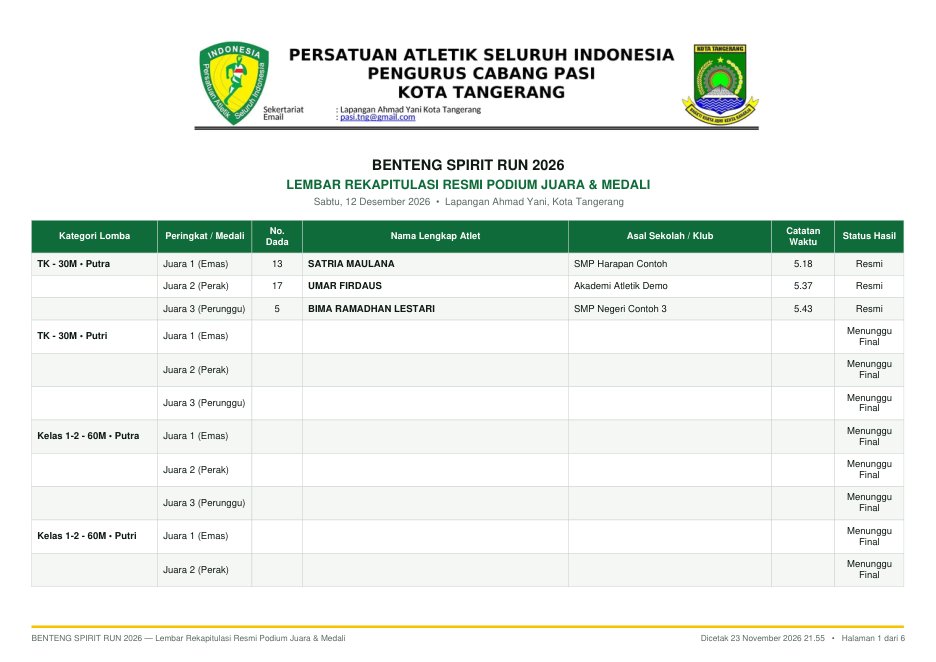 INDONESIA
Persatuan Atletik Seluruh Indonesia
PERSATUAN ATLETIK SELURUH INDONESIA
PENGURUS CABANG PASI
KOTA TANGERANG
Sekertariat : Lapangan Ahmad Yani Kota Tangerang
Email : pasi.tng@gmail.com
KOTA TANGERANG
BENTENG SPIRIT RUN 2026
LEMBAR REKAPITULASI RESMI PODIUM JUARA & MEDALI
Sabtu, 12 Desember 2026 • Lapangan Ahmad Yani, Kota Tangerang
Kategori Lomba Peringkat / Medali No. Dada Nama Lengkap Atlet Asal Sekolah / Klub Catatan Waktu Status Hasil
TK - 30M • Putra Juara 1 (Emas) 13 SATRIA MAULANA SMP Harapan Contoh 5.18 Resmi
Juara 2 (Perak) 17 UMAR FIRDAUS Akademi Atletik Demo 5.37 Resmi
Juara 3 (Perunggu) 5 BIMA RAMADHAN LESTARI SMP Negeri Contoh 3 5.43 Resmi
TK - 30M • Putri Juara 1 (Emas) Menunggu Final
Juara 2 (Perak) Menunggu Final
Juara 3 (Perunggu) Menunggu Final
Kelas 1-2 - 60M • Putra Juara 1 (Emas) Menunggu Final
Juara 2 (Perak) Menunggu Final
Juara 3 (Perunggu) Menunggu Final
Kelas 1-2 - 60M • Putri Juara 1 (Emas) Menunggu Final
Juara 2 (Perak) Menunggu Final
BENTENG SPIRIT RUN 2026 — Lembar Rekapitulasi Resmi Podium Juara & Medali Dicetak 23 November 2026 21.55 • Halaman 1 dari 6